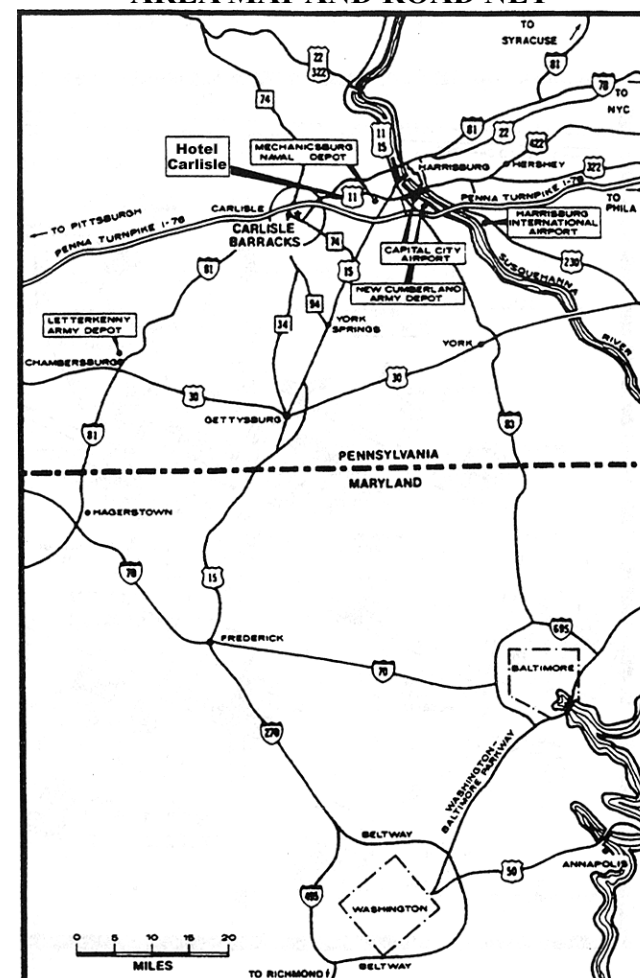 AREA MAP AND ROAD NET
TO
SYRACUSE
81
22
322
78
TO
NYC
74
11
15
81
22
422
Hotel
Carlisle
MECHANICSBURG
NAVAL DEPOT
HARRISBURG
HERSHEY
322
11
PENNA TURNPIKE I-76
TO
PHILA
CARLISLE
TO PITTSBURGH
PENNA TURNPIKE I-76
CARLISLE
BARRACKS
HARRISBURG
INTERNATIONAL
AIRPORT
74
CAPITAL CITY
AIRPORT
81
15
230
SUSQUEHANNA
RIVER
NEW CUMBERLAND
ARMY DEPOT
94
34
YORK
SPRINGS
LETTERKENNY
ARMY DEPOT
YORK
CHAMBERSBURG
30
30
GETTYSBURG
81
83
PENNSYLVANIA
MARYLAND
HAGERSTOWN
70
15
FREDERICK
695
BALTIMORE
70
270
WASHINGTON-
BALTIMORE PARKWAY
BELTWAY
50
ANNAPOLIS
495
WASHINGTON
0 5 10 15 20
MILES
BELTWAY
TO RICHMOND